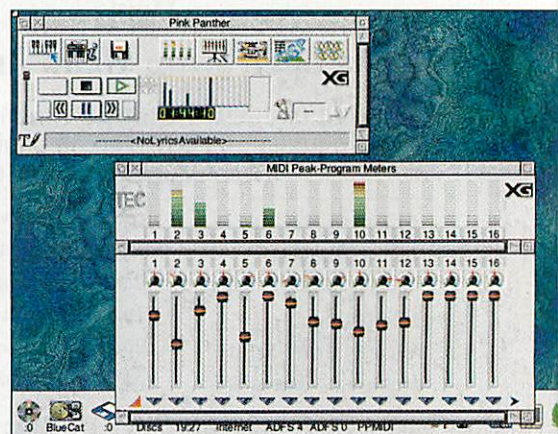 Pink Panther
XG
<NoLyricsAvailable>
MIDI Peak-Program Meters
XG
1 2 3 4 5 6 7 8 9 10 11 12 13 14 15 16
1 2 3 4 5 6 7 8 9 10 11 12 13 14 15 16
:0 BlueCat :0 Discs 19:27 Internet ADFS 4 ADFS 0 PPMIDI